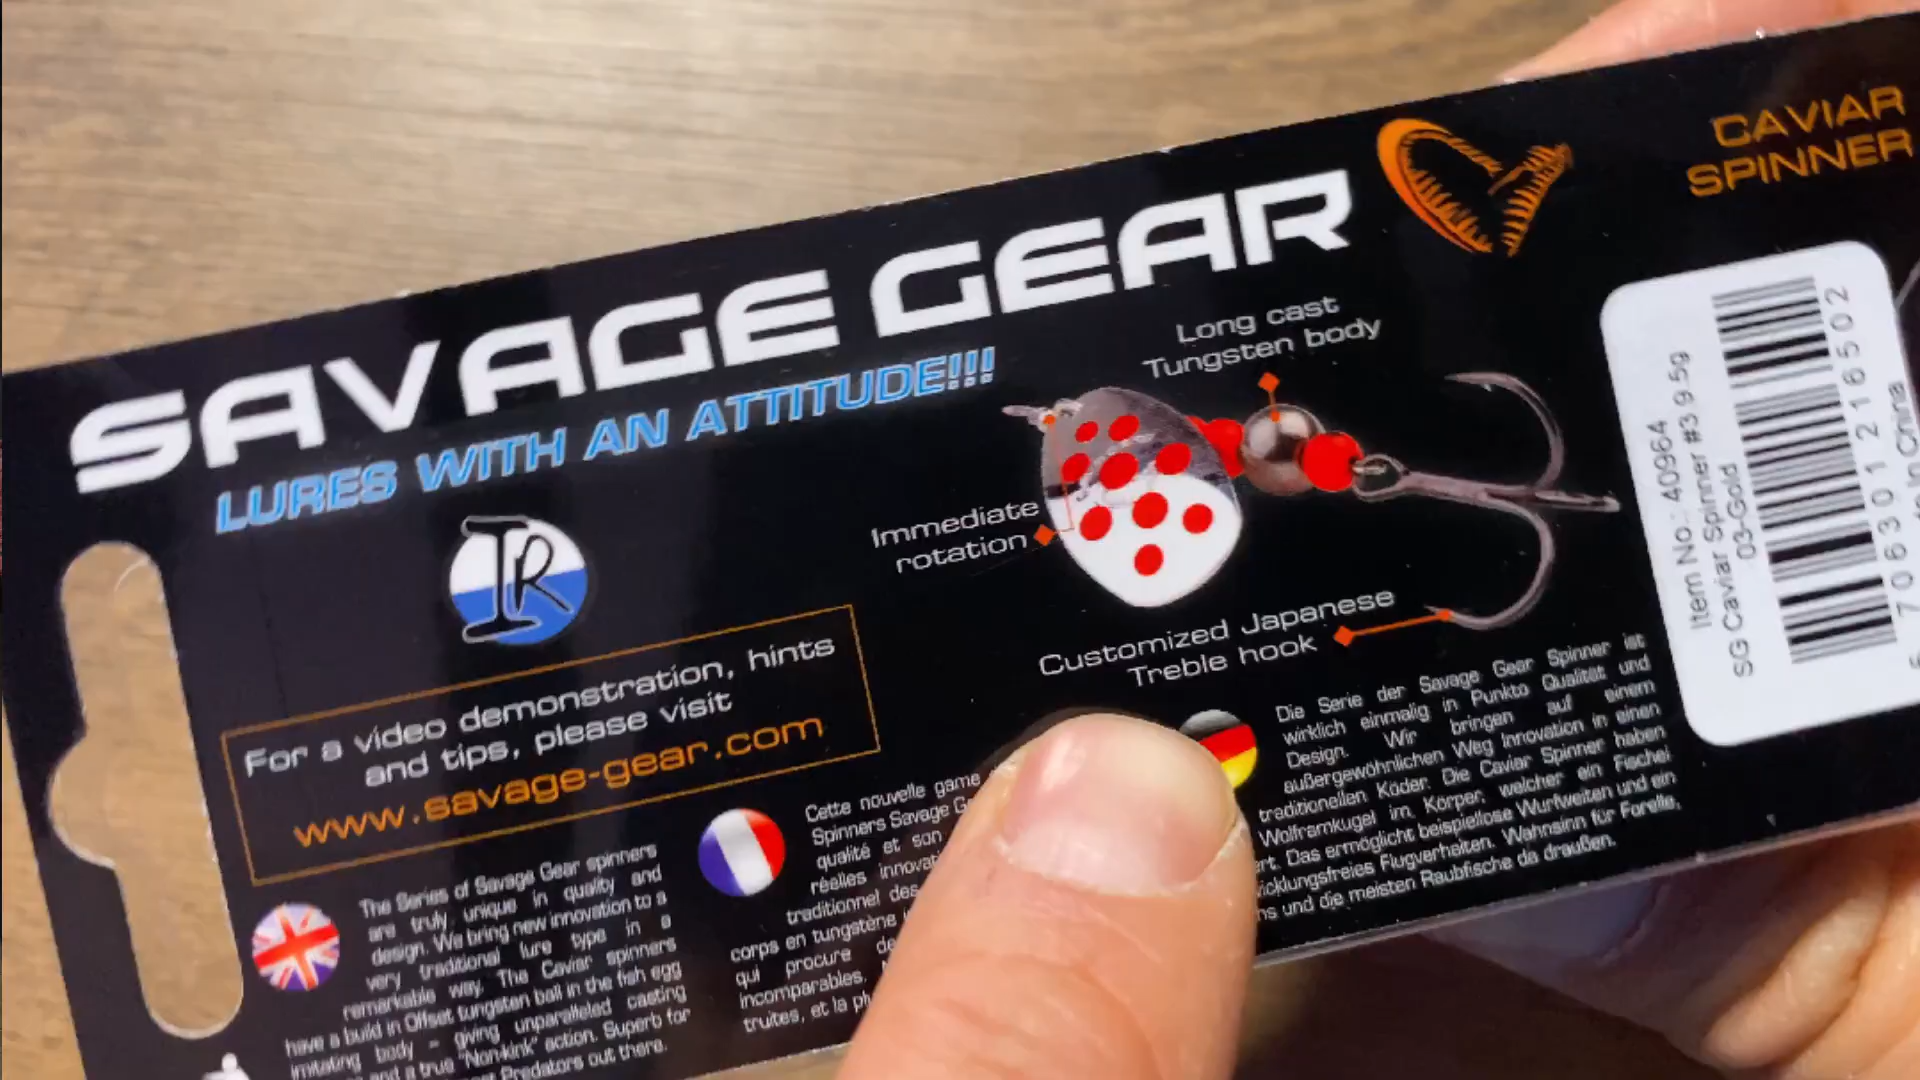 SAVAGE GEAR
LURES WITH AN ATTITUDE!!!
CAVIAR
SPINNER
Long cast
Tungsten body
Immediate
rotation
Customized Japanese
Treble hook
IR
For a video demonstration, hints
and tips, please visit
www.savage-gear.com
The Series of Savage Gear spinners
are truly unique in quality and
design. We bring new innovation to a
very traditional lure type in a
remarkable way. The Caviar spinners
have a build in Offset tungsten ball in the fish egg
imitating body – giving unparalleled casting
and a true "Non-kink" action. Superb for
Predators out there.
Cette nouvelle game
Spinners Savage
qualité et son
réelles
traditionnel des
corps en tungstène
qui procure
incomparables,
truites, et la
Die Serie der Savage Gear Spinner ist
wirklich einmalig in Punkto Qualität und
Design. Wir bringen auf einem
außergewöhnlichen Weg Innovation in einen
traditionellen Köder. Die Caviar Spinner haben
Wolframkugel im Körper, welcher ein Fischei
Das ermöglicht beispiellose Wurfweiten und ein
Flugverhalten. Wahnsinn für Forelle,
und die meisten Raubfische da draußen.
Item No.: 40964
SG Caviar Spinner #3 9.5g
03-Gold
706301 216502
In China